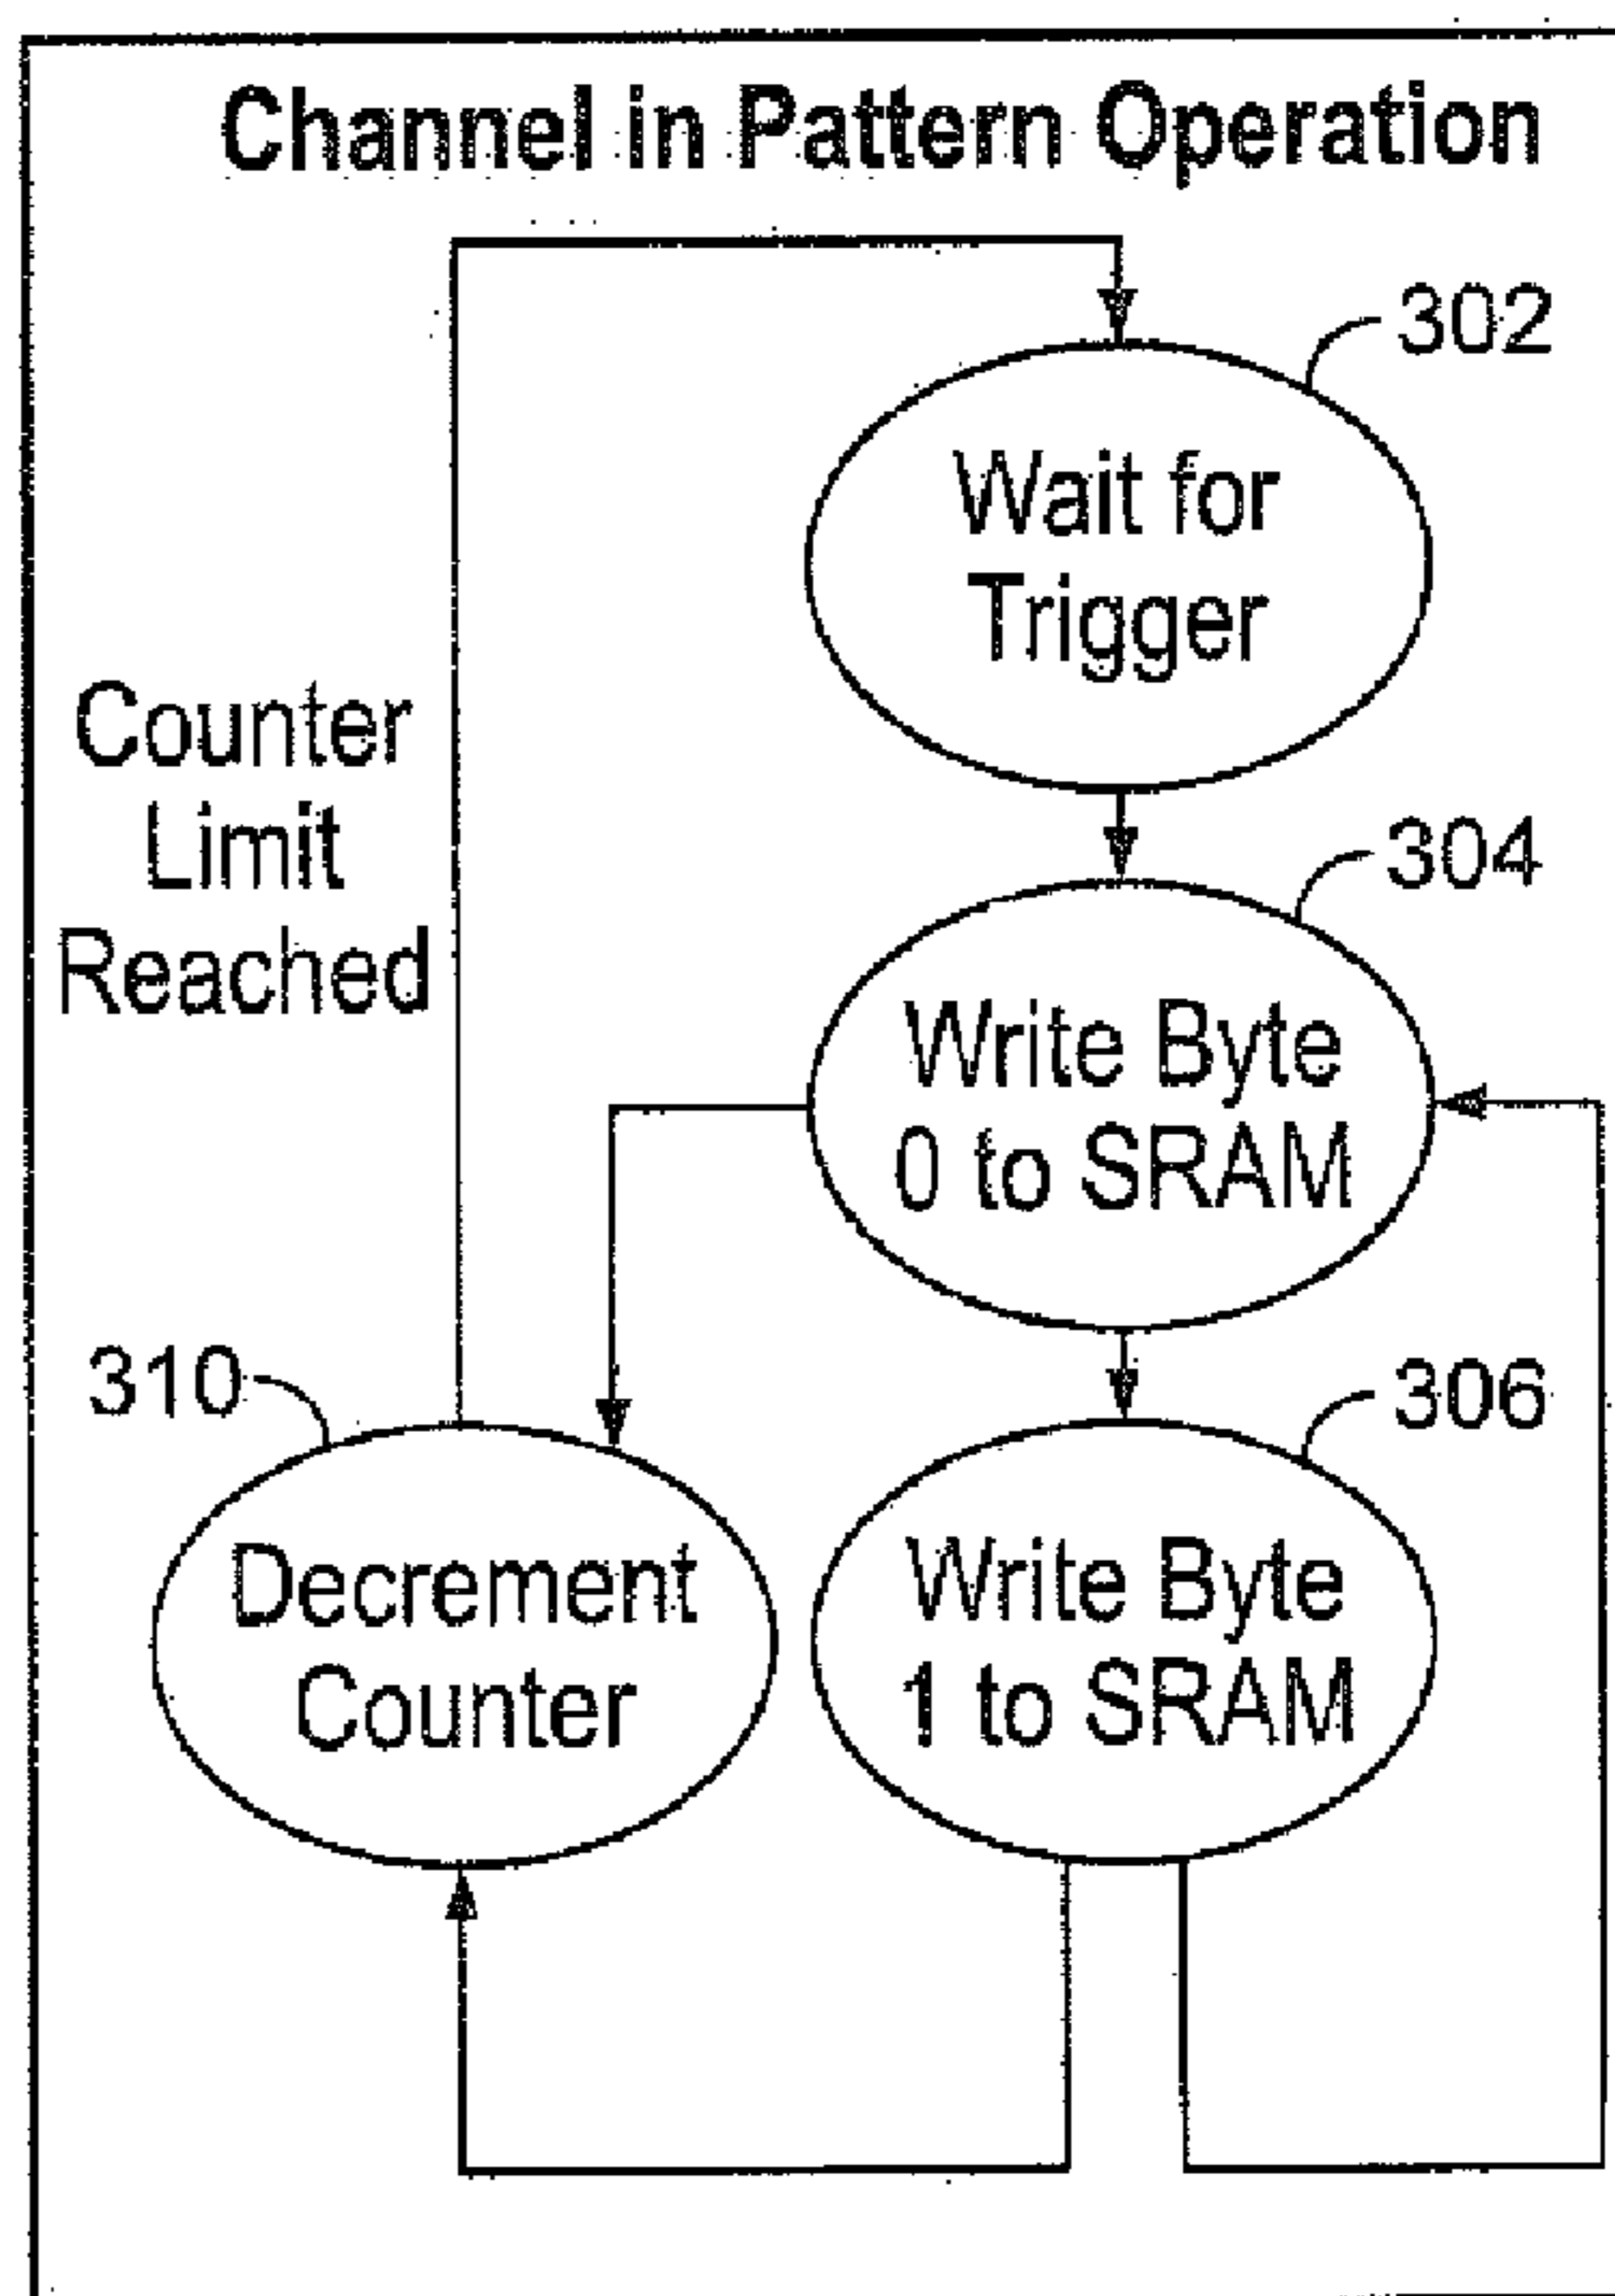 Channel in Pattern Operation
302
Wait for
Trigger
Counter
Limit
Reached
304
Write Byte
0 to SRAM
310
306
Decrement
Counter
Write Byte
1 to SRAM